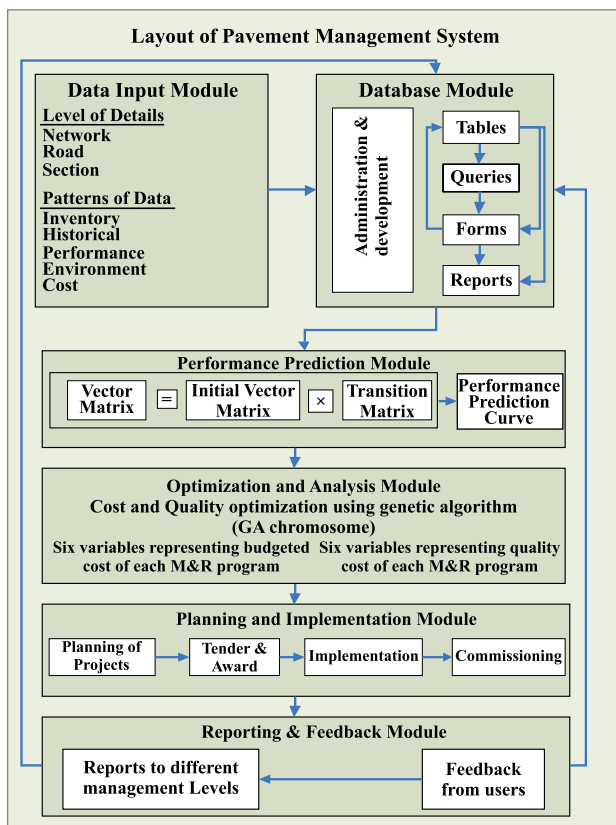 Layout of Pavement Management System
Data Input Module
Level of Details
Network
Road
Section
Patterns of Data
Inventory
Historical
Performance
Environment
Cost
Database Module
Administration &
development
Tables
Queries
Forms
Reports
Performance Prediction Module
Vector
Matrix
=
Initial Vector
Matrix
×
Transition
Matrix
Performance
Prediction
Curve
Optimization and Analysis Module
Cost and Quality optimization using genetic algorithm
(GA chromosome)
Six variables representing budgeted
cost of each M&R program
Six variables representing quality
cost of each M&R program
Planning and Implementation Module
Planning of
Projects
Tender &
Award
Implementation
Commissioning
Reporting & Feedback Module
Reports to different
management Levels
Feedback
from users